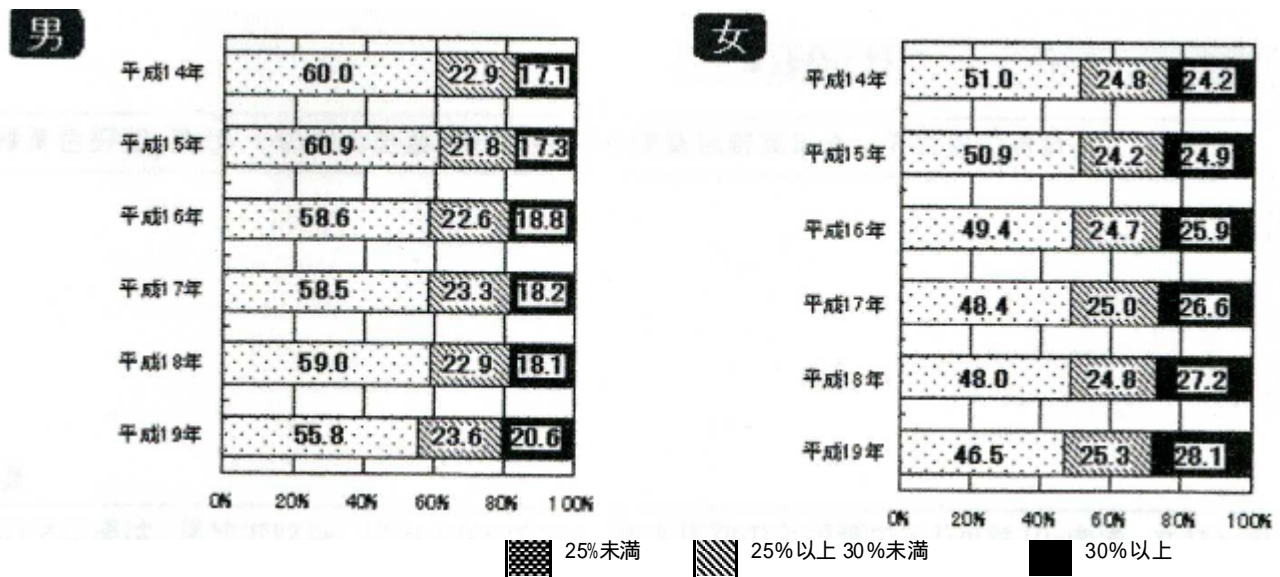 男
平成14年 60.0 22.9 17.1
平成15年 60.9 21.8 17.3
平成16年 58.6 22.6 18.8
平成17年 58.5 23.3 18.2
平成18年 59.0 22.9 18.1
平成19年 55.8 23.6 20.6
0% 20% 40% 60% 80% 100%
女
平成14年 51.0 24.8 24.2
平成15年 50.9 24.2 24.9
平成16年 49.4 24.7 25.9
平成17年 48.4 25.0 26.6
平成18年 48.0 24.8 27.2
平成19年 46.5 25.3 28.1
0% 20% 40% 60% 80% 100%
25%未満 25%以上30%未満 30%以上